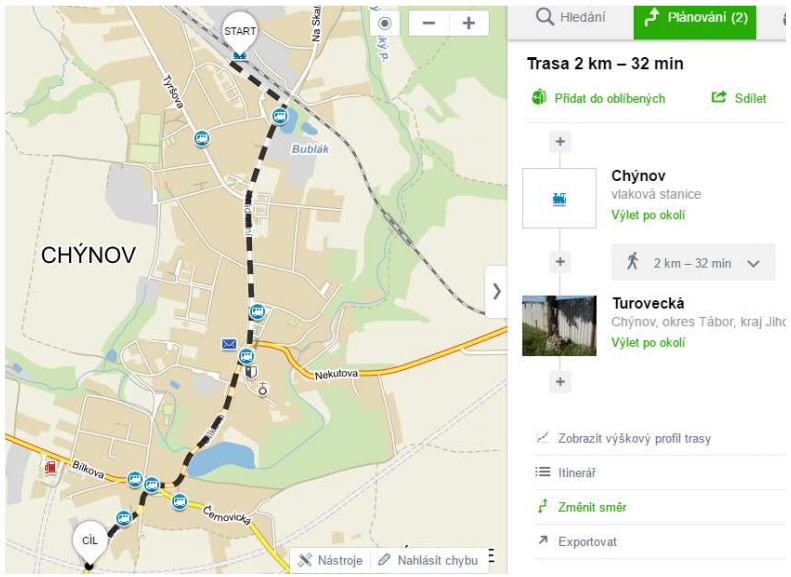 START
Na Skal
ký p.
Tyršova
Bublák
CHÝNOV
Nekutova
Bílkova
Černovická
CÍL
Nástroje
Nahlásit chybu
E
Hledání
Plánování (2)
Trasa 2 km – 32 min
Přidat do oblíbených
Sdílet
Chýnov
vlaková stanice
Výlet po okolí
2 km – 32 min
Turovecká
Chýnov, okres Tábor, kraj Jiho
Výlet po okolí
Zobrazit výškový profil trasy
Itinerář
Změnit směr
Exportovat